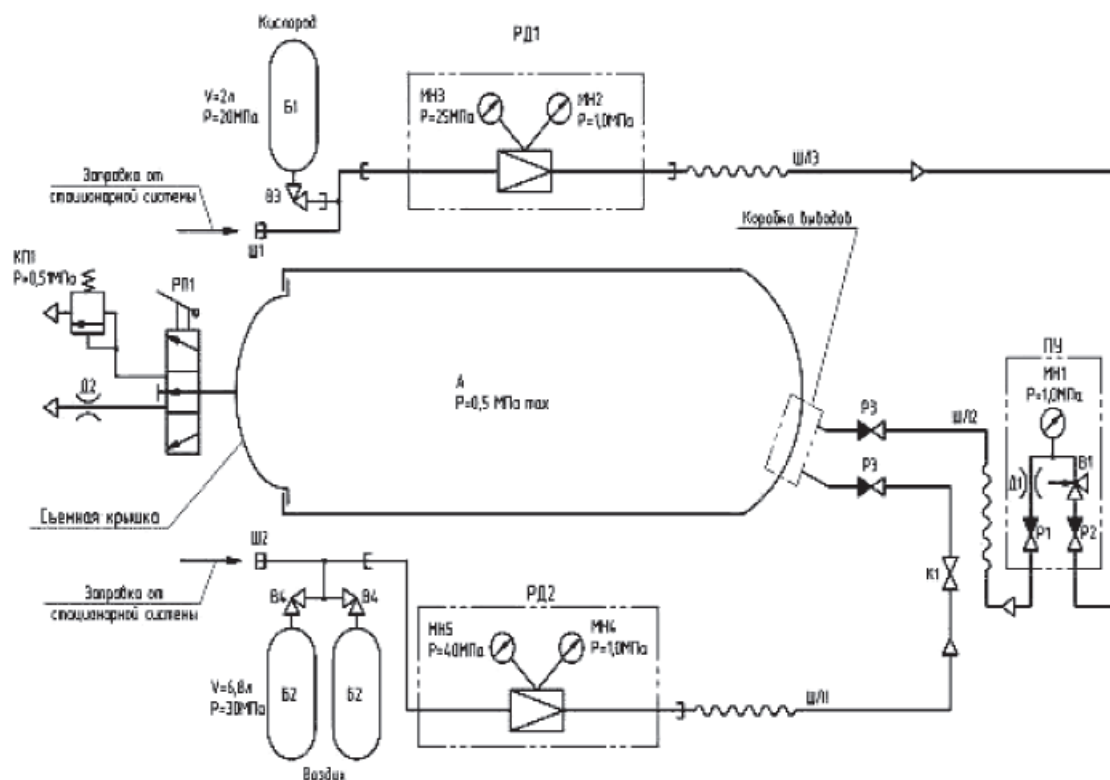 Кислород
РД1
V=2л
Р=20МПа
Б1
МН3
Р=25МПа
МН2
Р=1,0МПа
Заправка от
стационарной системы
В3
Ш1
ШЛ3
Коробка выводов
КП1
Р=0,51МПа
РП1
Д2
А
Р=0,5 МПа max
Р3
Р3
ШЛ2
ПУ
МН1
Р=1,0МПа
Д1
В1
Р1
Р2
К1
Съемная крышка
Ш2
Заправка от
стационарной системы
В4
В4
РД2
МН5
Р=40МПа
МН4
Р=1,0МПа
V=6,8л
Р=30МПа
Б2
Б2
ШЛ1
Воздух